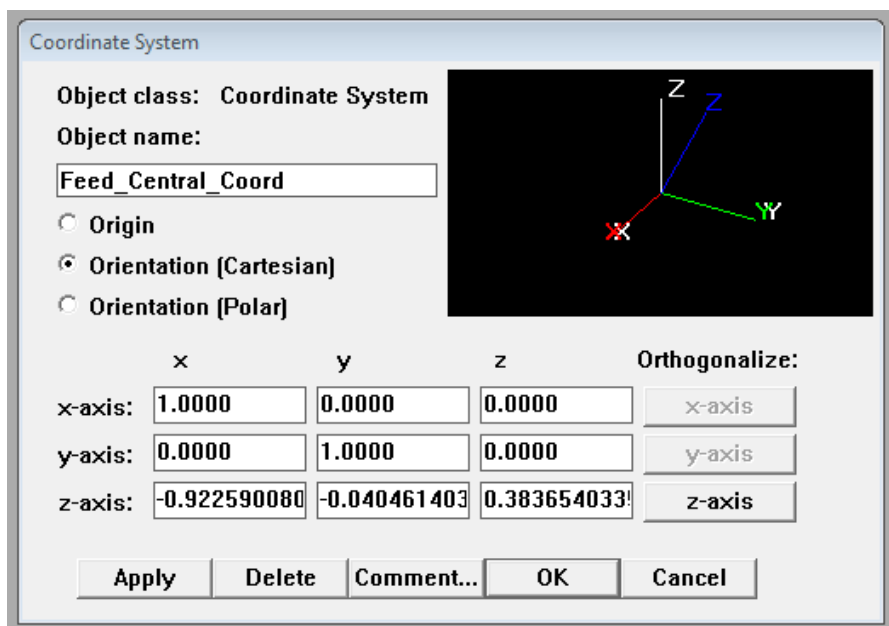 Coordinate System
Object class: Coordinate System
Object name:
Feed_Central_Coord
Origin
Orientation (Cartesian)
Orientation (Polar)
Z Z
X X Y Y
x y z Orthogonalize:
x-axis: 1.0000 0.0000 0.0000 x-axis
y-axis: 0.0000 1.0000 0.0000 y-axis
z-axis: -0.922590080 -0.040461403 0.383654033 z-axis
Apply Delete Comment... OK Cancel